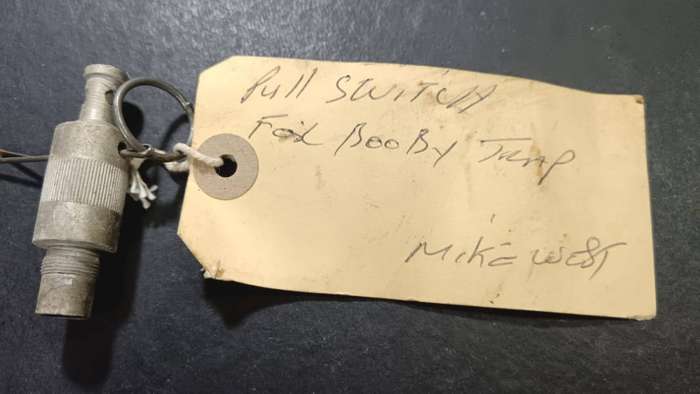 Pull SWITCH
FOR BOOBY TRAP
MIKE WEST